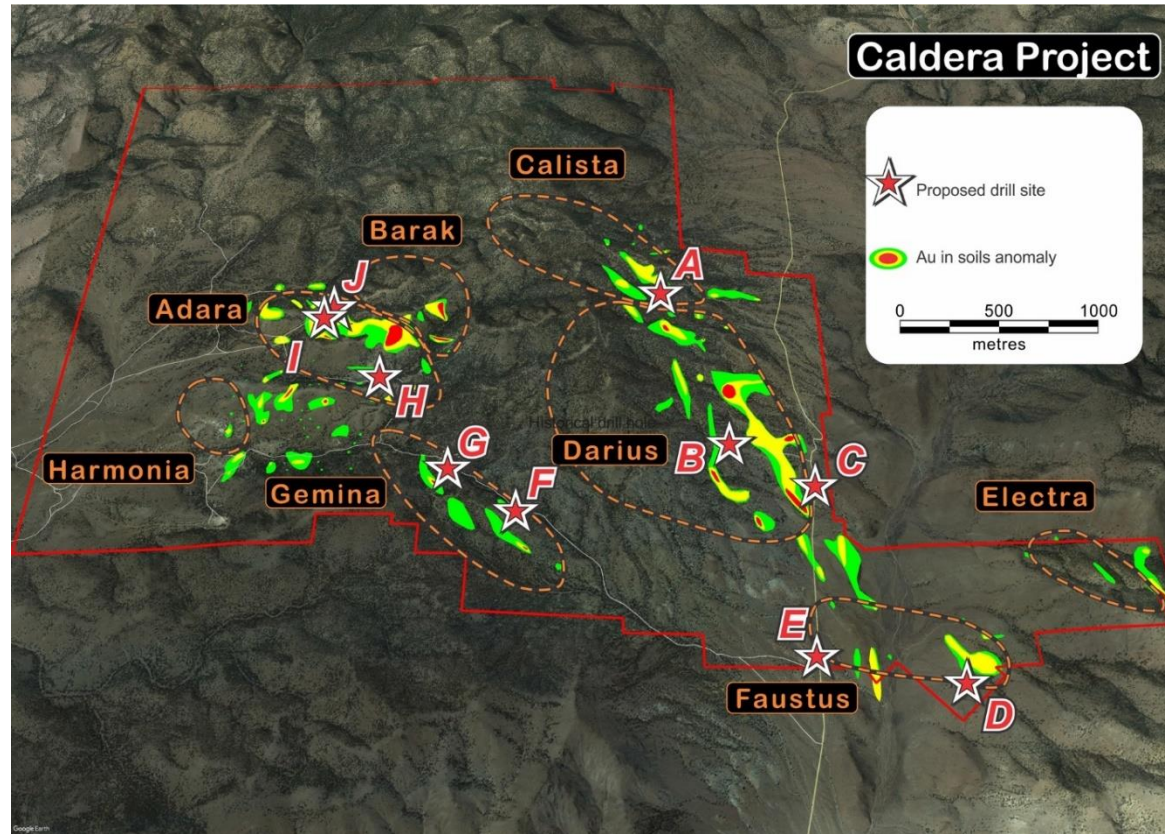 Caldera Project
Proposed drill site
Au in soils anomaly
0 500 1000
metres
Calista
Barak
A
J
Adara
I
H
Historical drill hole
Darius
B
C
G
Harmonia
Gemina
F
Electra
E
Faustus
D
Google Earth